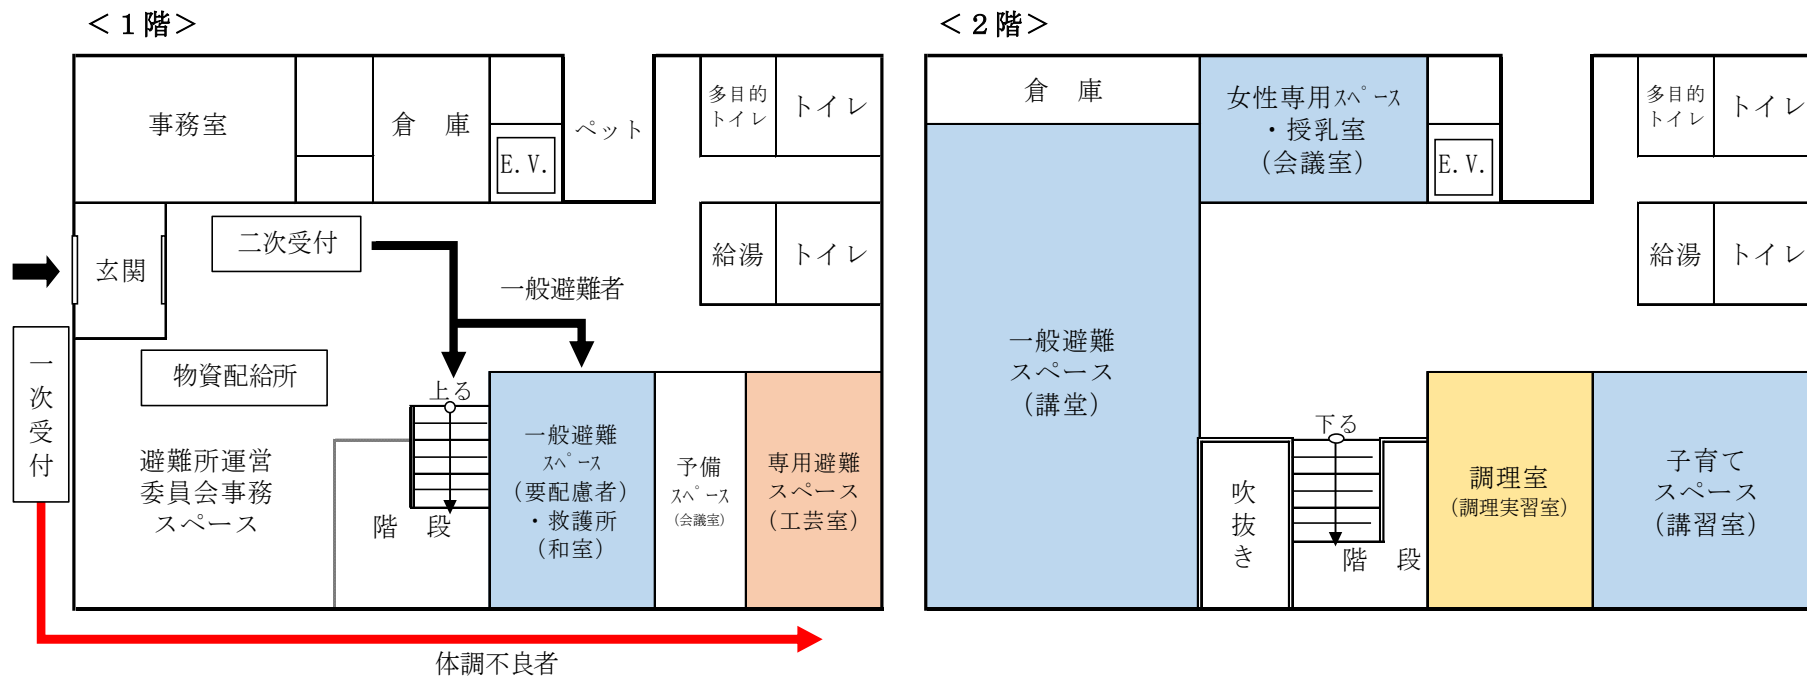 ＜１階＞
事務室
倉　庫
E.V.
ペット
多目的
トイレ
トイレ
玄関
二次受付
一般避難者
給湯
トイレ
一次受付
物資配給所
上る
避難所運営
委員会事務
スペース
階　段
一般避難
ｽﾍﾟｰｽ
（要配慮者）
・救護所
（和室）
予備
ｽﾍﾟｰｽ
（会議室）
専用避難
スペース
（工芸室）
体調不良者
＜２階＞
倉　庫
女性専用ｽﾍﾟｰｽ
・授乳室
（会議室）
E.V.
多目的
トイレ
トイレ
給湯
トイレ
一般避難
スペース
（講堂）
下る
吹抜き
階　段
調理室
（調理実習室）
子育て
スペース
（講習室）